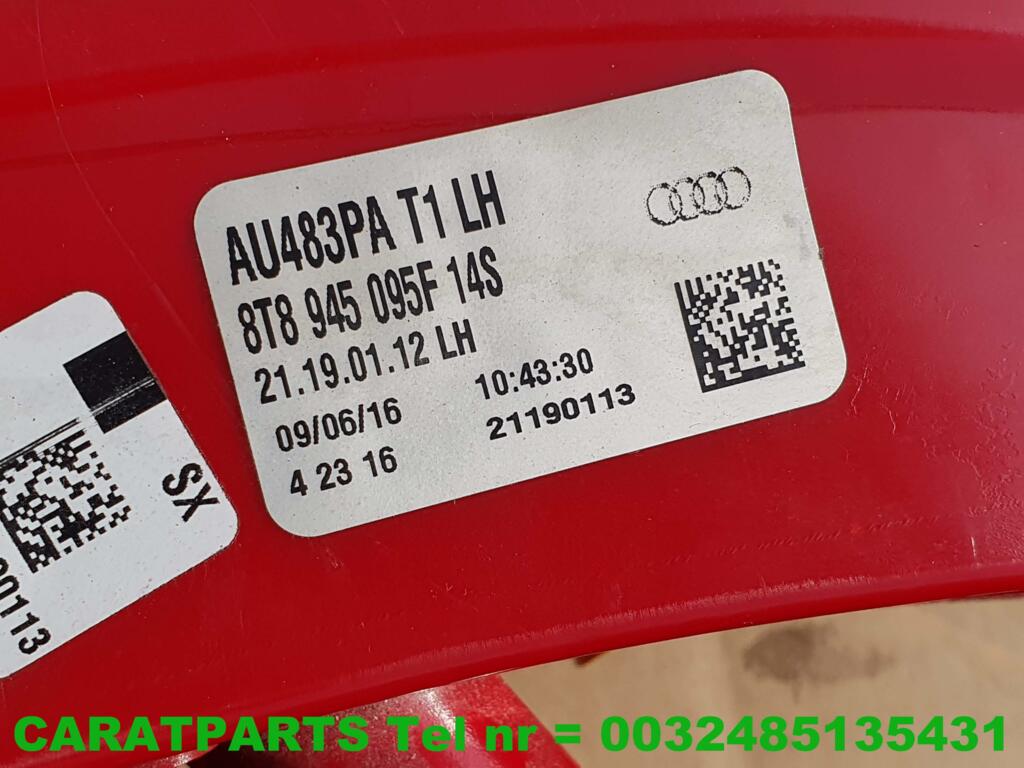 AU483PA T1 LH
8T8 945 095F 14S
21.19.01.12 LH
09/06/16 10:43:30
4 23 16 21190113
SX
0113
CARATPARTS Tel nr = 0032485135431